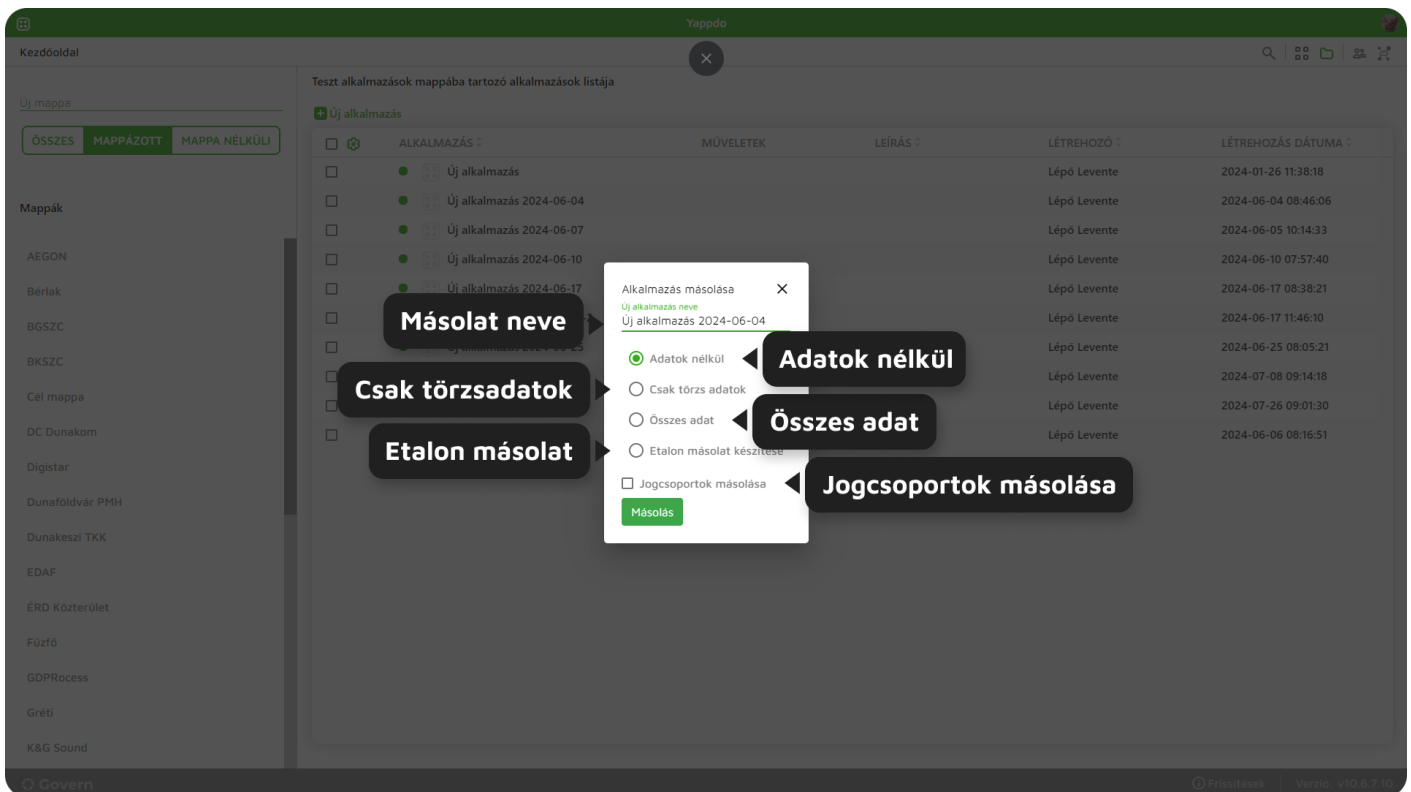 Yappdo
Kezdőoldal
Teszt alkalmazások mappába tartozó alkalmazások listája
Új mappa
Új alkalmazás
ÖSSZES MAPPÁZOTT MAPPA NÉLKÜLI
ALKALMAZÁS MŰVELETEK LEÍRÁS LÉTREHOZÓ LÉTREHOZÁS DÁTUMA
Új alkalmazás Lépő Levente 2024-01-26 11:38:18
Új alkalmazás 2024-06-04 Lépő Levente 2024-06-04 08:46:06
Új alkalmazás 2024-06-07 Lépő Levente 2024-06-05 10:14:33
Új alkalmazás 2024-06-10 Lépő Levente 2024-06-10 07:57:40
Új alkalmazás 2024-06-17 Lépő Levente 2024-06-17 08:38:21
Lépő Levente 2024-06-17 11:46:10
Lépő Levente 2024-06-25 08:05:21
Lépő Levente 2024-07-08 09:14:18
Lépő Levente 2024-07-26 09:01:30
Lépő Levente 2024-06-06 08:16:51
Mappák
AEGON
Bérlak
BGSZC
BKSZC
Cél mappa
DC Dunakom
Digistar
Dunaföldvár PMH
Dunakeszi TKK
EDAF
ÉRD Közterület
Fűzfő
GDPRocess
Gréti
K&G Sound
Alkalmazás másolása
Új alkalmazás neve
Új alkalmazás 2024-06-04
Adatok nélkül
Csak törzs adatok
Összes adat
Etalon másolat készítése
Jogcsoportok másolása
Másolás
Másolat neve
Adatok nélkül
Csak törzsadatok
Összes adat
Etalon másolat
Jogcsoportok másolása
Govern
Frissítések Verzió: v10.6.7.10